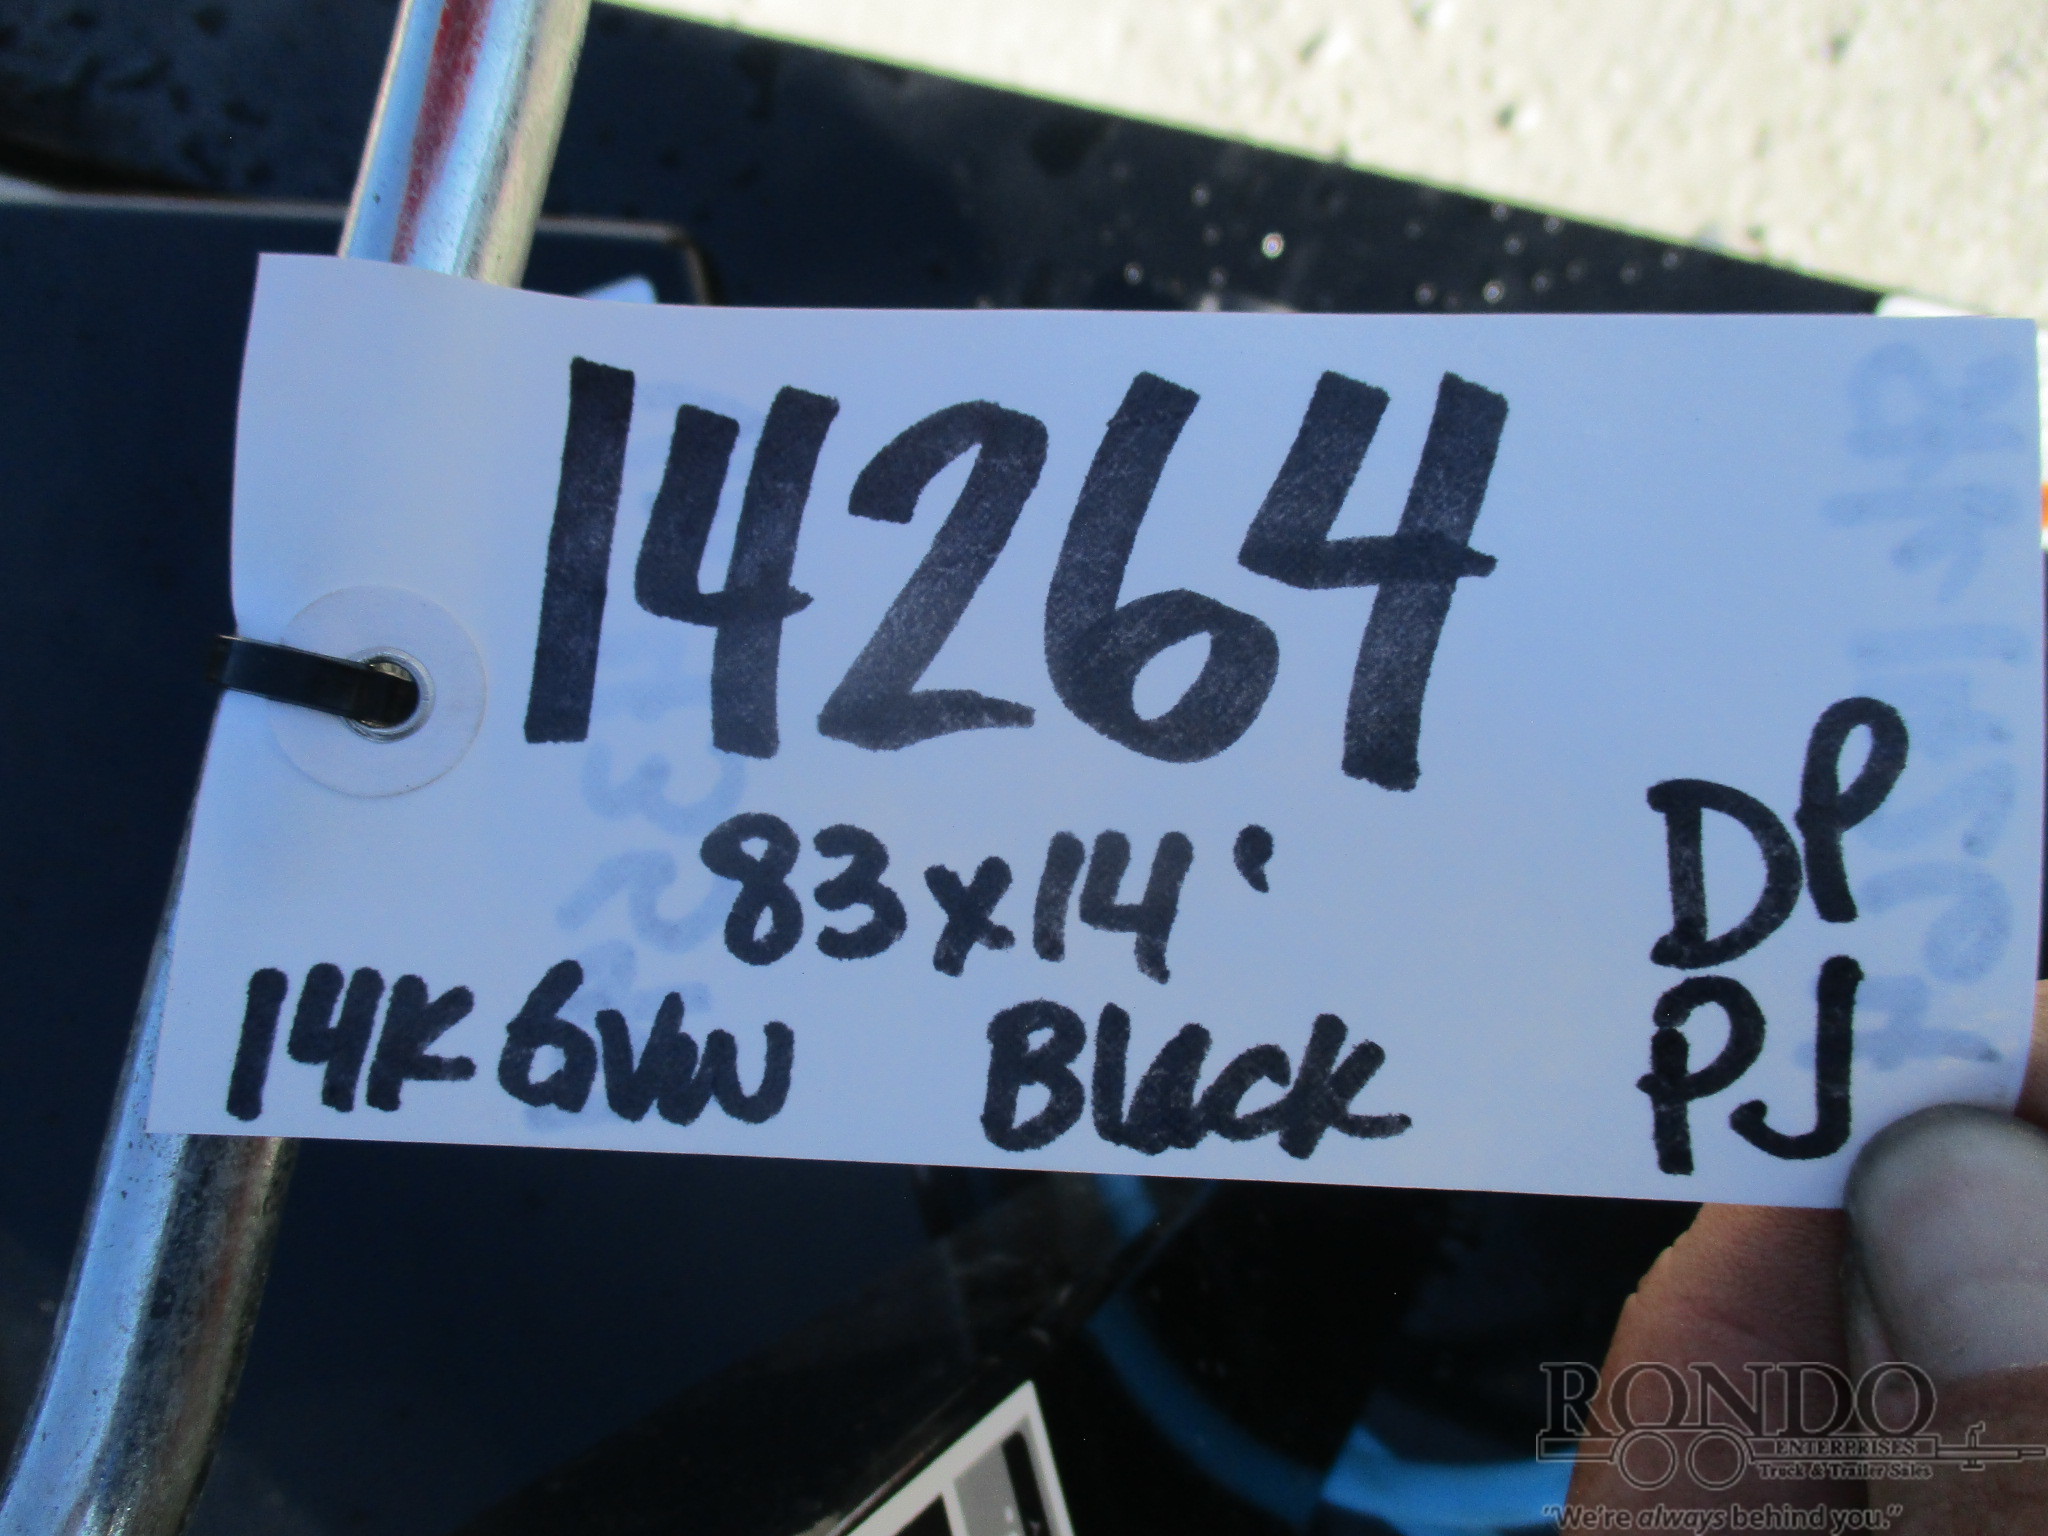 14264
83x14'
DP
14K GVW Black PJ
RONDO
ENTERPRISES
Truck & Trailer Sales
"We're always behind you."